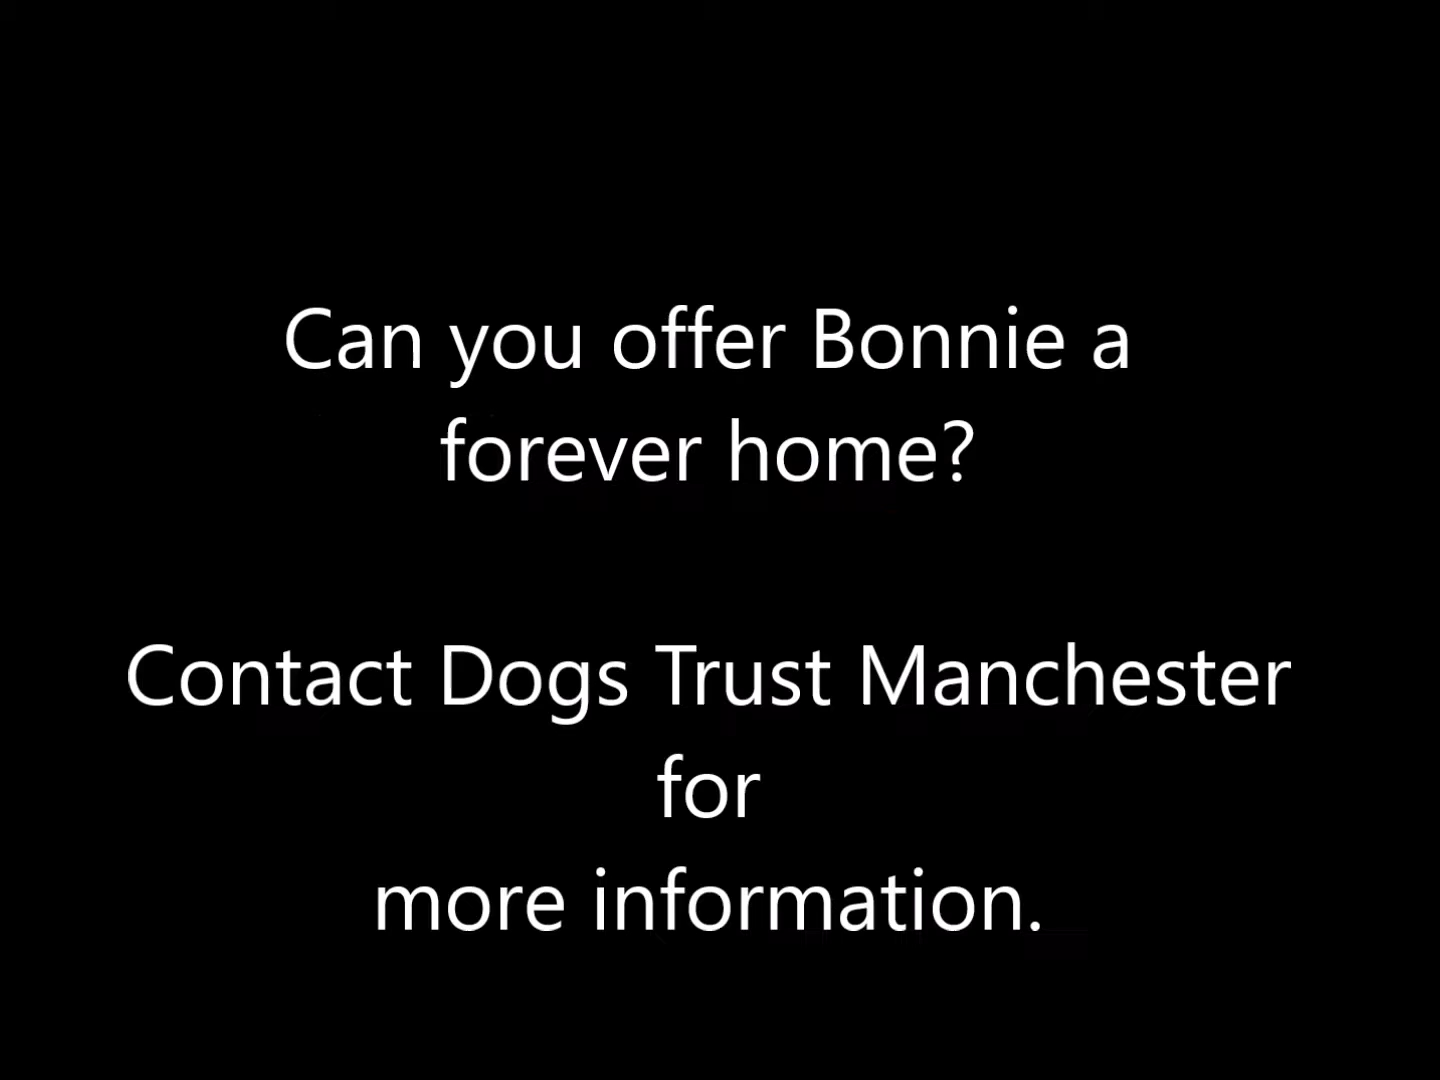 Can you offer Bonnie a
forever home?
Contact Dogs Trust Manchester
for
more information.